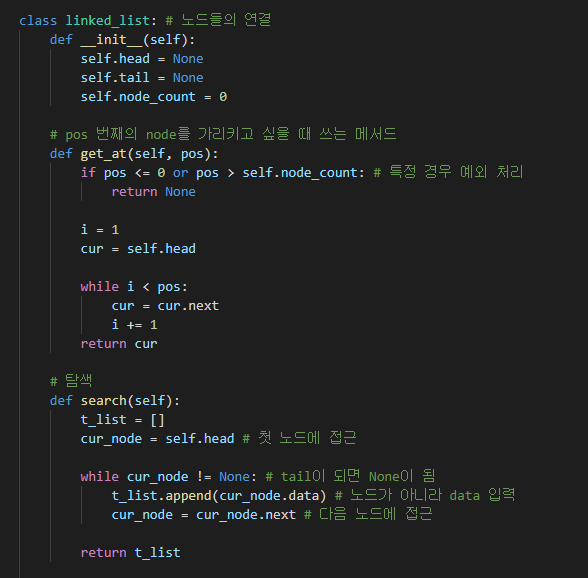 class linked_list: # 노드들의 연결
    def __init__(self):
        self.head = None
        self.tail = None
        self.node_count = 0
    # pos 번째의 node를 가리키고 싶을 때 쓰는 메서드
    def get_at(self, pos):
        if pos <= 0 or pos > self.node_count: # 특정 경우 예외 처리
            return None
        i = 1
        cur = self.head
        while i < pos:
            cur = cur.next
            i += 1
        return cur
    # 탐색
    def search(self):
        t_list = []
        cur_node = self.head # 첫 노드에 접근
        while cur_node != None: # tail이 되면 None이 됨
            t_list.append(cur_node.data) # 노드가 아니라 data 입력
            cur_node = cur_node.next # 다음 노드에 접근
        return t_list